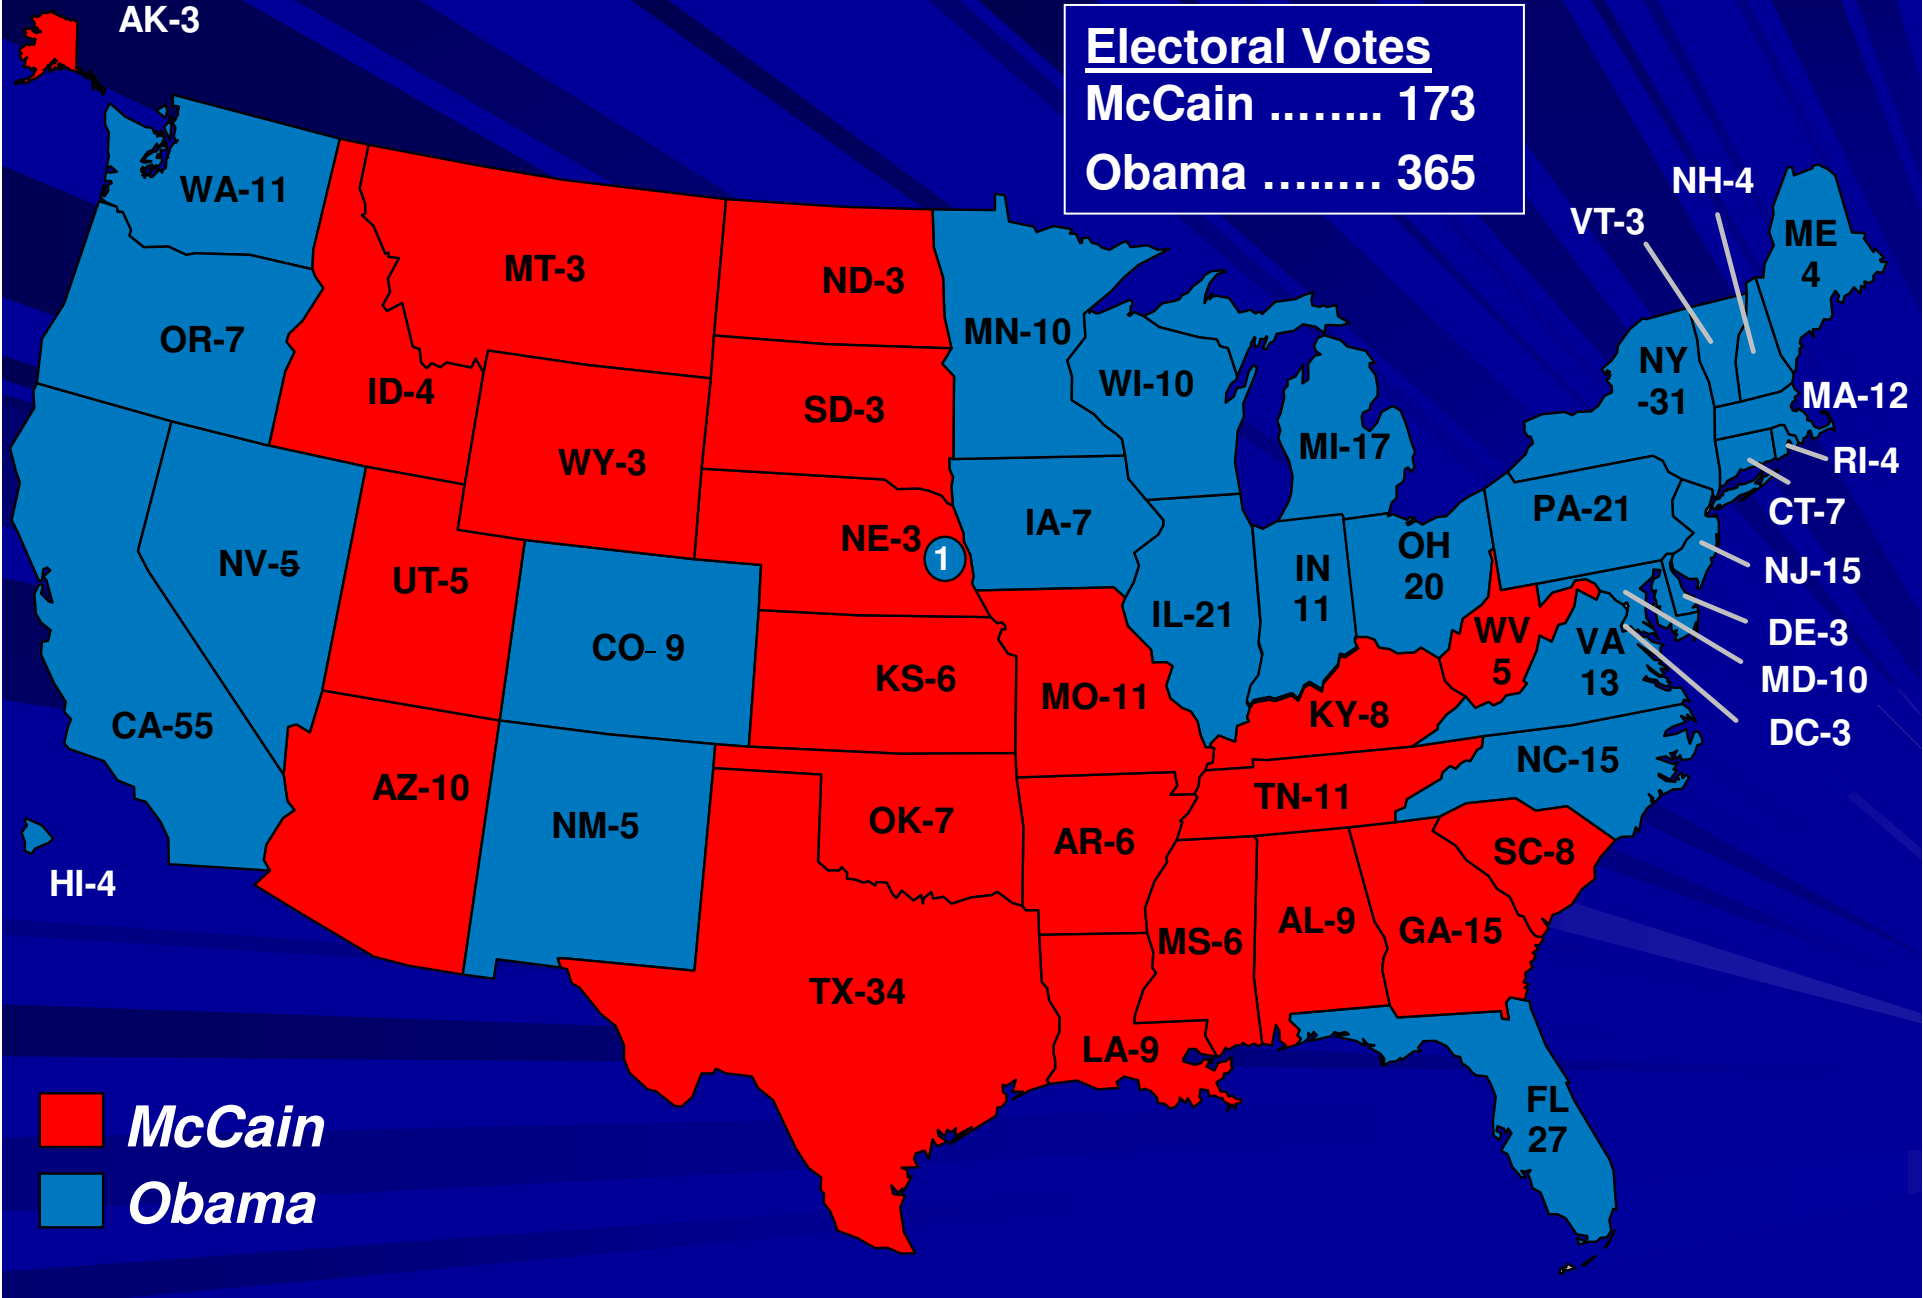 AK-3
Electoral Votes
McCain ........ 173
Obama ........ 365
NH-4
VT-3
WA-11
ME
4
MT-3
ND-3
MN-10
OR-7
NY
-31
ID-4
WI-10
MA-12
SD-3
WY-3
MI-17
RI-4
PA-21
CT-7
IA-7
NE-3
1
OH
20
NV-5
UT-5
IN
11
NJ-15
IL-21
WV
5
VA
13
DE-3
CO- 9
KS-6
MO-11
MD-10
CA-55
KY-8
DC-3
NC-15
AZ-10
TN-11
NM-5
OK-7
AR-6
SC-8
HI-4
MS-6
AL-9
GA-15
TX-34
LA-9
FL
27
McCain
Obama